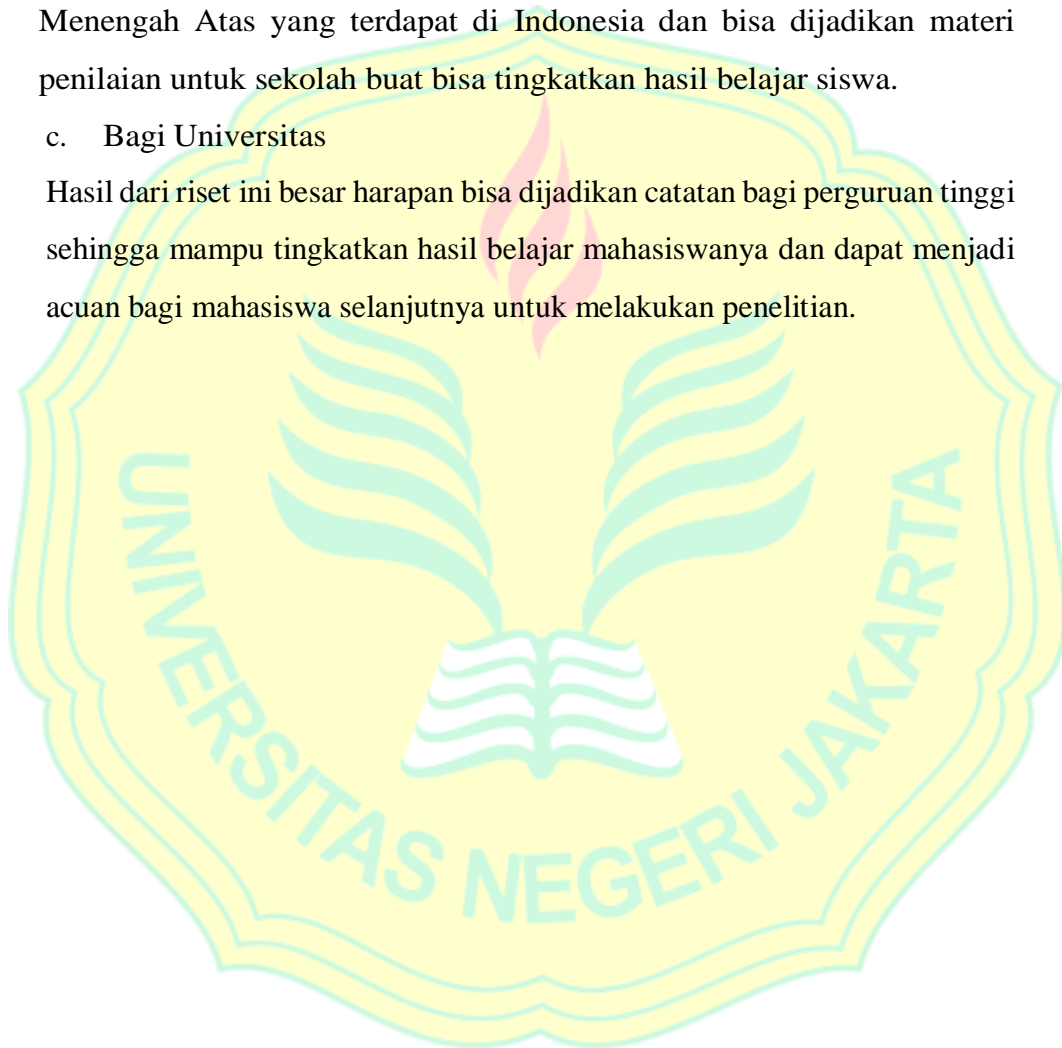 Menengah Atas yang terdapat di Indonesia dan bisa dijadikan materi
penilaian untuk sekolah buat bisa tingkatkan hasil belajar siswa.
c. Bagi Universitas
Hasil dari riset ini besar harapan bisa dijadikan catatan bagi perguruan tinggi
sehingga mampu tingkatkan hasil belajar mahasiswanya dan dapat menjadi
acuan bagi mahasiswa selanjutnya untuk melakukan penelitian.
UNIVERSITAS NEGERI JAKARTA